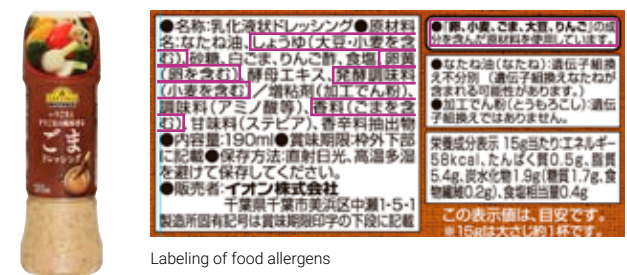 ごま
ドレッシング
●名称:乳化液状ドレッシング●原材料
名:なたね油、しょうゆ(大豆・小麦を含
む)、砂糖、白ごま、りんご酢、食塩、卵黄
(卵を含む)、酵母エキス、発酵調味料
(小麦を含む)/増粘剤(加工でん粉)、
調味料(アミノ酸等)、香料(ごまを含
む)、甘味料(ステビア)、香辛料抽出物
●内容量:190ml●賞味期限:枠外下部
に記載●保存方法:直射日光、高温多湿
を避けて保存してください。
●販売者:イオン株式会社
千葉県千葉市美浜区中瀬1-5-1
製造所固有記号は賞味期限印字の下段に記載
●「卵、小麦、ごま、大豆、りんご」の成
分を含んだ原材料を使用しています。
●なたね油(なたね):遺伝子組換
え不分別(遺伝子組換えなたねが
含まれる可能性があります。)
●加工でん粉(とうもろこし):遺伝
子組換えではありません。
栄養成分表示 15g当たり:エネルギー
58kcal、たんぱく質0.5g、脂質
5.4g、炭水化物1.9g(糖質1.7g、食
物繊維0.2g)、食塩相当量0.4g
この表示値は、目安です。
※15gは大さじ約1杯です。
Labeling of food allergens